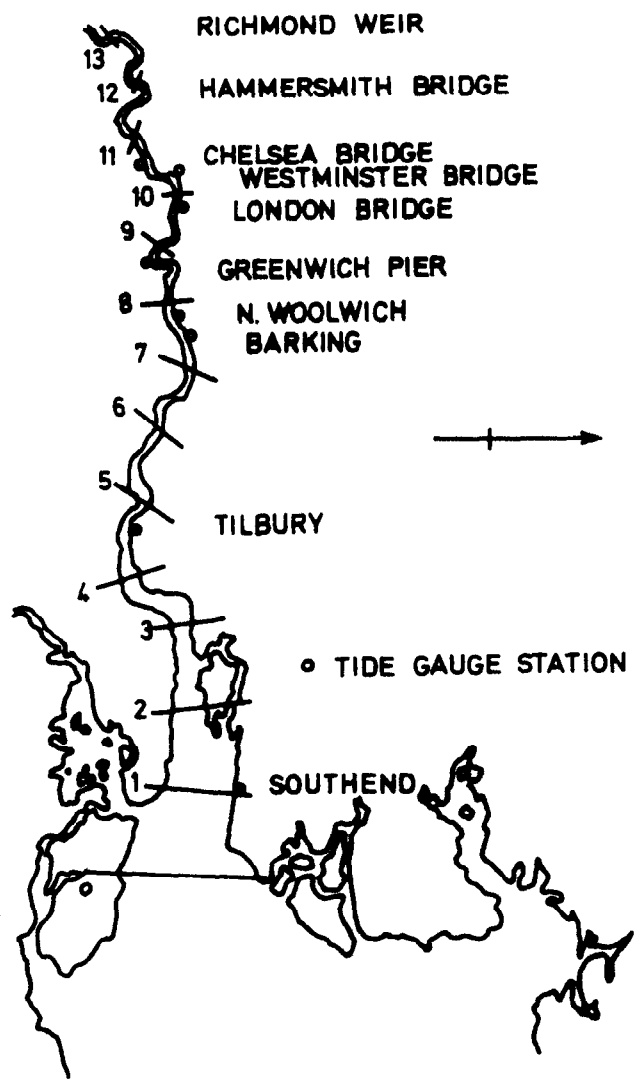 RICHMOND WEIR
13
12
HAMMERSMITH BRIDGE
11
CHELSEA BRIDGE
WESTMINSTER BRIDGE
10
LONDON BRIDGE
9
GREENWICH PIER
8
N. WOOLWICH
BARKING
7
6
5
TILBURY
4
3
TIDE GAUGE STATION
2
1
SOUTHEND